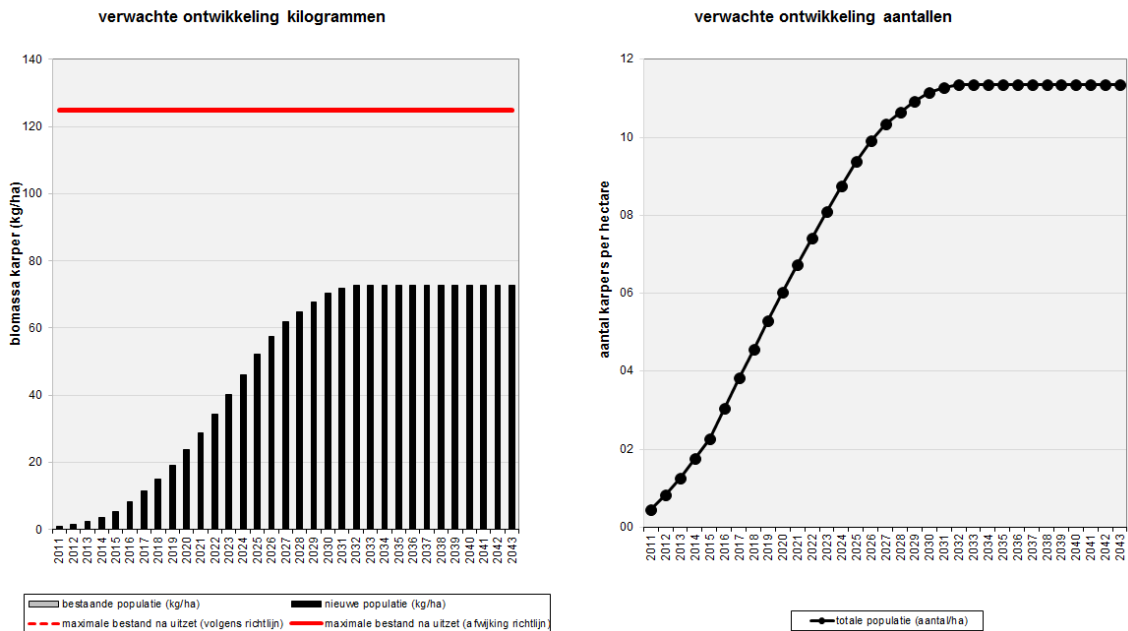 verwachte ontwikkeling kilogrammen
biomassa karper (kg/ha)
140
120
100
80
60
40
20
0
2011 2012 2013 2014 2015 2016 2017 2018 2019 2020 2021 2022 2023 2024 2025 2026 2027 2028 2029 2030 2031 2032 2033 2034 2035 2036 2037 2038 2039 2040 2041 2042 2043
bestaande populatie (kg/ha) nieuwe populatie (kg/ha)
maximale bestand na uitzet (volgens richtlijn) maximale bestand na uitzet (afwijking richtlijn)
verwachte ontwikkeling aantallen
aantal karpers per hectare
12
10
08
06
04
02
00
2011 2012 2013 2014 2015 2016 2017 2018 2019 2020 2021 2022 2023 2024 2025 2026 2027 2028 2029 2030 2031 2032 2033 2034 2035 2036 2037 2038 2039 2040 2041 2042 2043
totale populatie (aantal/ha)